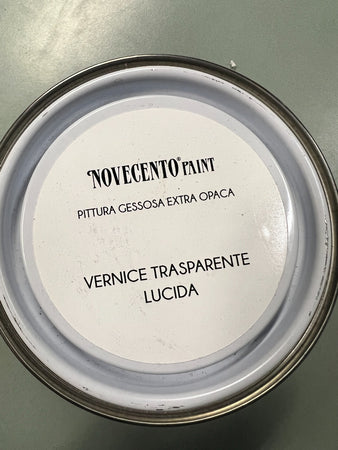 NOVECENTO® PAINT
PITTURA GESSOSA EXTRA OPACA
VERNICE TRASPARENTE
LUCIDA